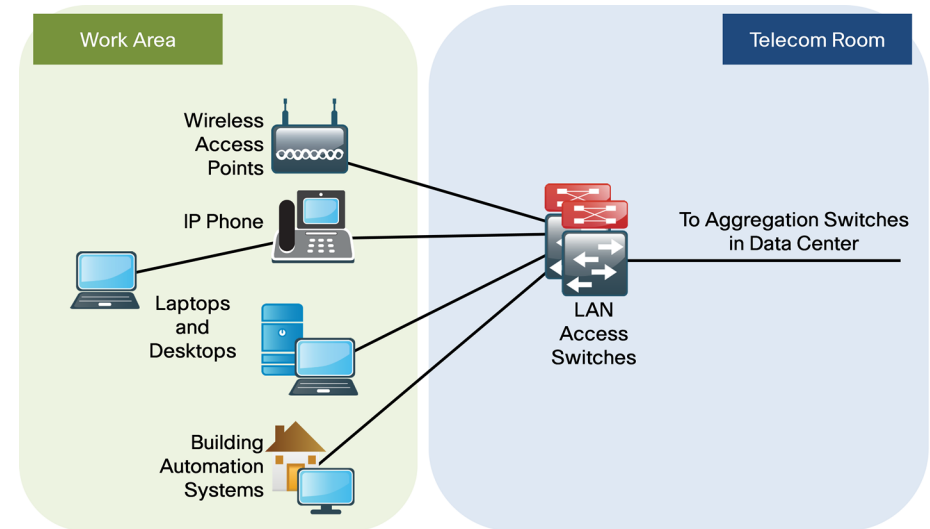 Work Area
Telecom Room
Wireless
Access
Points
IP Phone
Laptops
and
Desktops
Building
Automation
Systems
LAN
Access
Switches
To Aggregation Switches
in Data Center